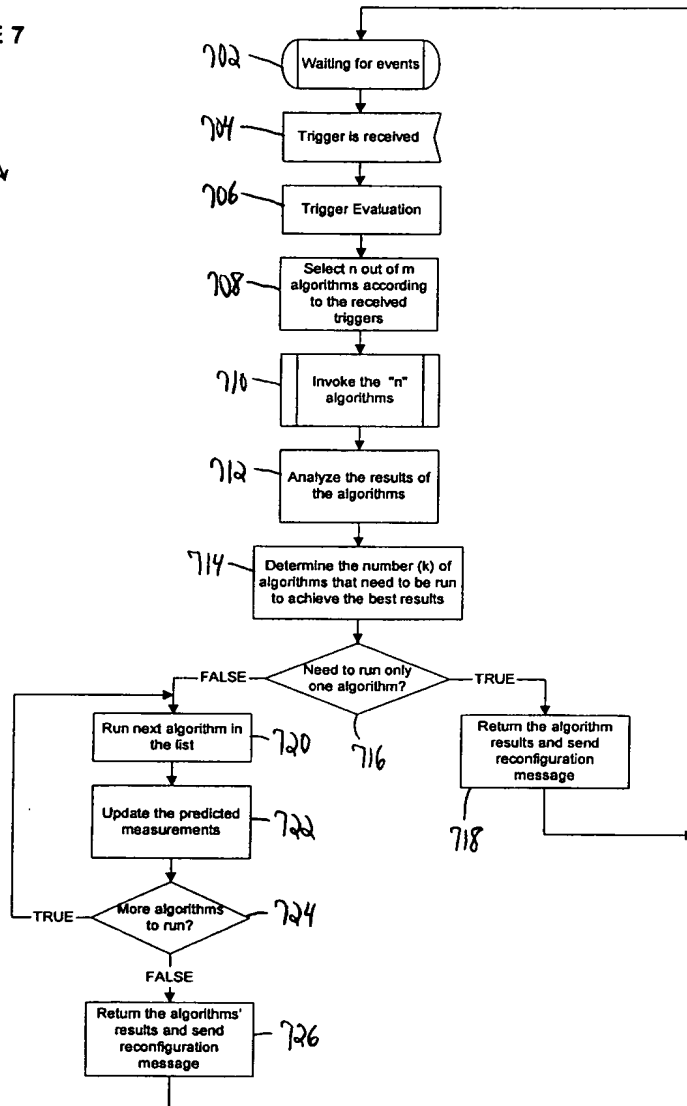 E 7
702
Waiting for events
704
Trigger is received
706
Trigger Evaluation
708
Select n out of m
algorithms according
to the received
triggers
710
Invoke the "n"
algorithms
712
Analyze the results of
the algorithms
714
Determine the number (k) of
algorithms that need to be run
to achieve the best results
FALSE
Need to run only
one algorithm?
TRUE
716
Run next algorithm in
the list
720
Return the algorithm
results and send
reconfiguration
message
718
Update the predicted
measurements
722
TRUE
More algorithms
to run?
724
FALSE
Return the algorithms'
results and send
reconfiguration
message
726